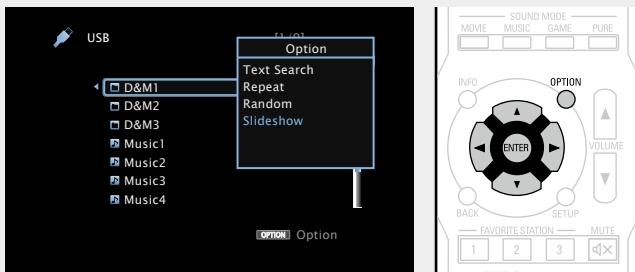 USB
Option
Text Search
Repeat
Random
Slideshow
D&M1
D&M2
D&M3
Music1
Music2
Music3
Music4
OPTION Option
SOUND MODE
MOVIE MUSIC GAME PURE
INFO OPTION
ENTER
VOLUME
BACK SETUP
FAVORITE STATION MUTE
1 2 3